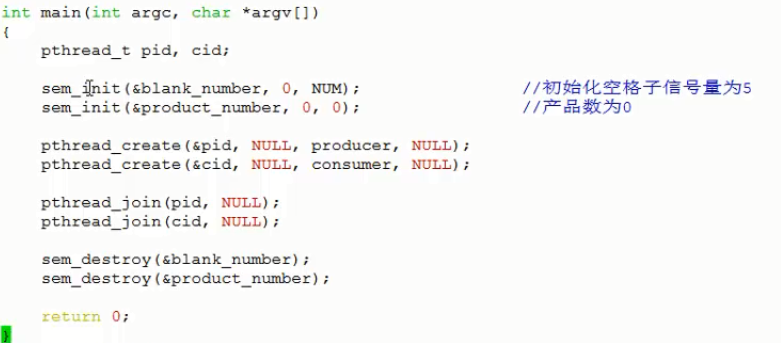 int main(int argc, char *argv[])
{
    pthread_t pid, cid;
    sem_init(&blank_number, 0, NUM);                //初始化空格子信号量为5
    sem_init(&product_number, 0, 0);                //产品数为0
    pthread_create(&pid, NULL, producer, NULL);
    pthread_create(&cid, NULL, consumer, NULL);
    pthread_join(pid, NULL);
    pthread_join(cid, NULL);
    sem_destroy(&blank_number);
    sem_destroy(&product_number);
    return 0;
}